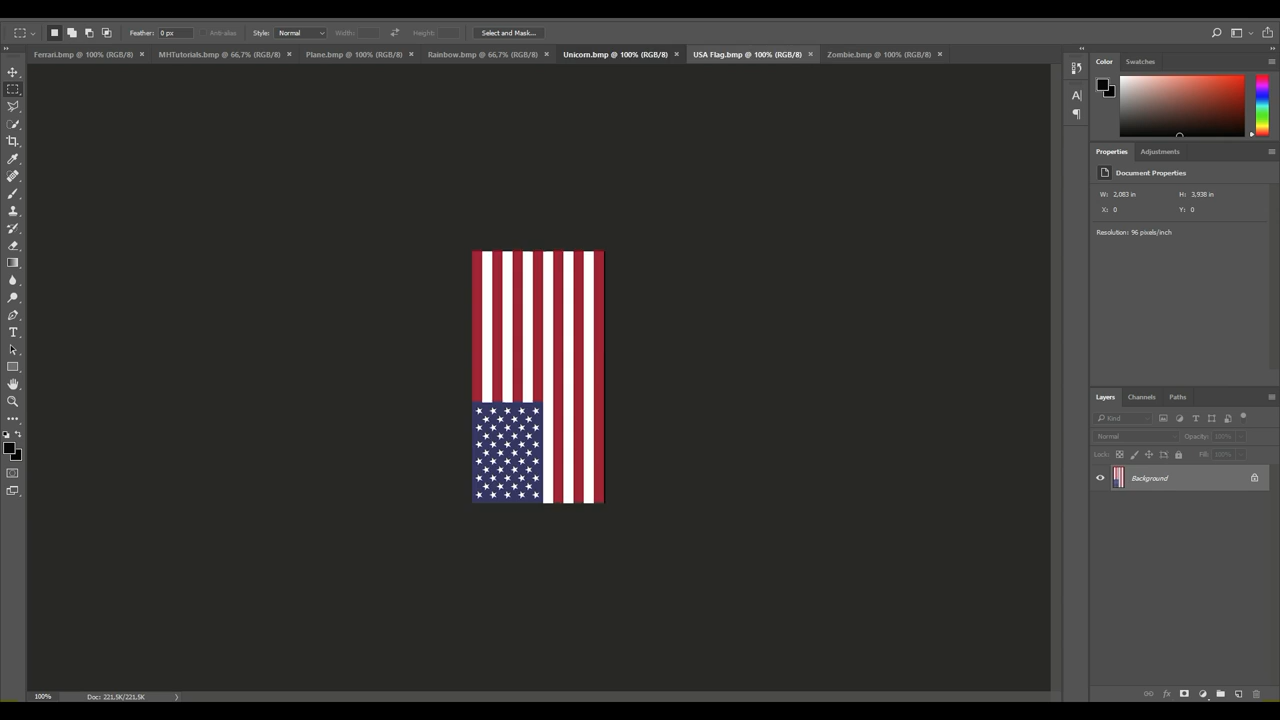 Feather: 0 px Anti-alias Style: Normal Width: Height: Select and Mask...
Ferrari.bmp @ 100% (RGB/8) MHTutorials.bmp @ 66,7% (RGB/8) Plane.bmp @ 100% (RGB/8) Rainbow.bmp @ 66,7% (RGB/8) Unicorn.bmp @ 100% (RGB/8) USA Flag.bmp @ 100% (RGB/8) Zombie.bmp @ 100% (RGB/8)
Color Swatches
Properties Adjustments
Document Properties
W: 2,083 in H: 3,938 in
X: 0 Y: 0
Resolution: 96 pixels/inch
Layers Channels Paths
Kind
Normal Opacity: 100%
Lock: Fill: 100%
Background
100% Doc: 221,5K/221,5K